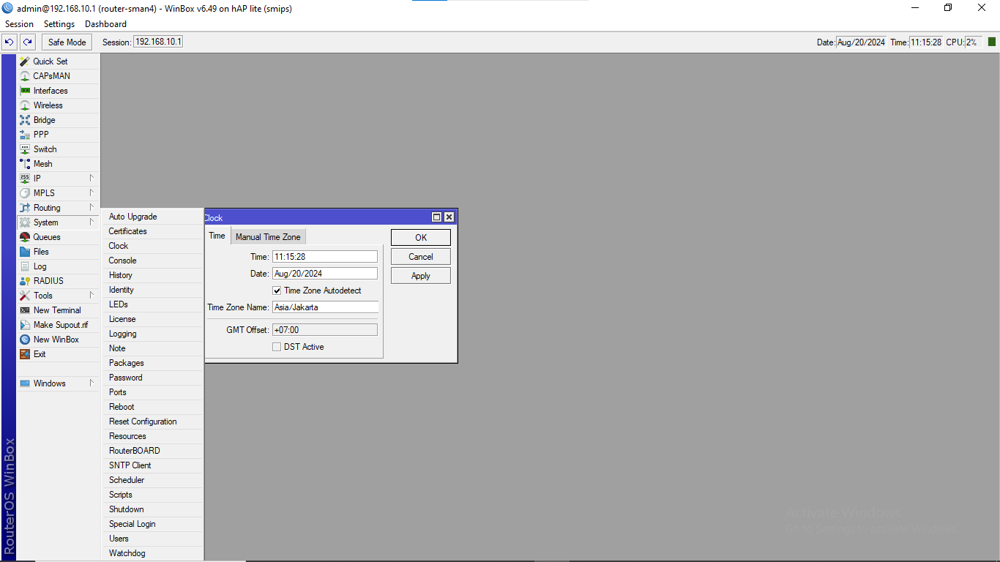 admin@192.168.10.1 (router-sman4) - WinBox v6.49 on hAP lite (smips)
Session Settings Dashboard
Safe Mode Session: 192.168.10.1 Date: Aug/20/2024 Time: 11:15:28 CPU: 2%
Quick Set
CAPsMAN
Interfaces
Wireless
Bridge
PPP
Switch
Mesh
IP
MPLS
Routing
System
Queues
Files
Log
RADIUS
Tools
New Terminal
Make Supout.rif
New WinBox
Exit
Windows
RouterOS WinBox
Auto Upgrade
Certificates
Clock
Console
History
Identity
LEDs
License
Logging
Note
Packages
Password
Ports
Reboot
Reset Configuration
Resources
RouterBOARD
SNTP Client
Scheduler
Scripts
Shutdown
Special Login
Users
Watchdog
Clock
Time Manual Time Zone
Time: 11:15:28
Date: Aug/20/2024
Time Zone Autodetect
Time Zone Name: Asia/Jakarta
GMT Offset: +07:00
DST Active
OK
Cancel
Apply
Activate Windows
Go to Settings to activate Windows.